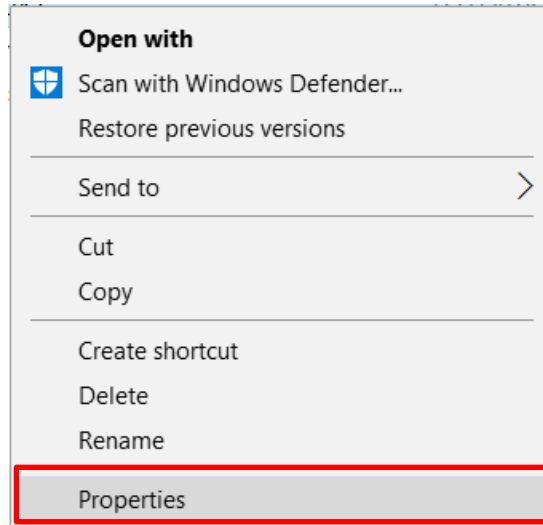 Open with
Scan with Windows Defender...
Restore previous versions
Send to
Cut
Copy
Create shortcut
Delete
Rename
Properties